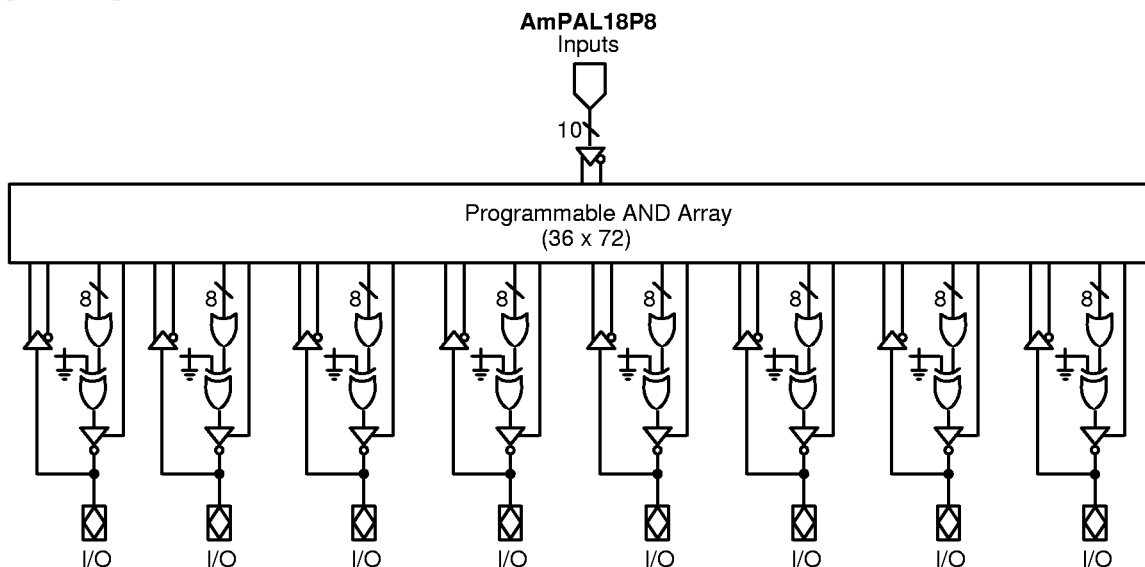 AmPAL18P8
Inputs
10
Programmable AND Array
(36 x 72)
8 8 8 8 8 8 8 8
I/O I/O I/O I/O I/O I/O I/O I/O